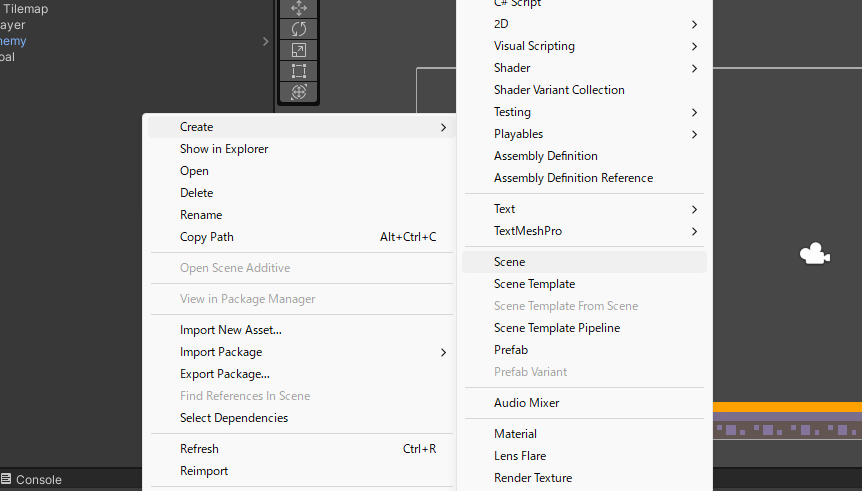 Tilemap
ayer
nemy
oal
Create
Show in Explorer
Open
Delete
Rename
Copy Path Alt+Ctrl+C
Open Scene Additive
View in Package Manager
Import New Asset...
Import Package
Export Package...
Find References In Scene
Select Dependencies
Refresh Ctrl+R
Reimport
C# Script
2D
Visual Scripting
Shader
Shader Variant Collection
Testing
Playables
Assembly Definition
Assembly Definition Reference
Text
TextMeshPro
Scene
Scene Template
Scene Template From Scene
Scene Template Pipeline
Prefab
Prefab Variant
Audio Mixer
Material
Lens Flare
Render Texture
Console